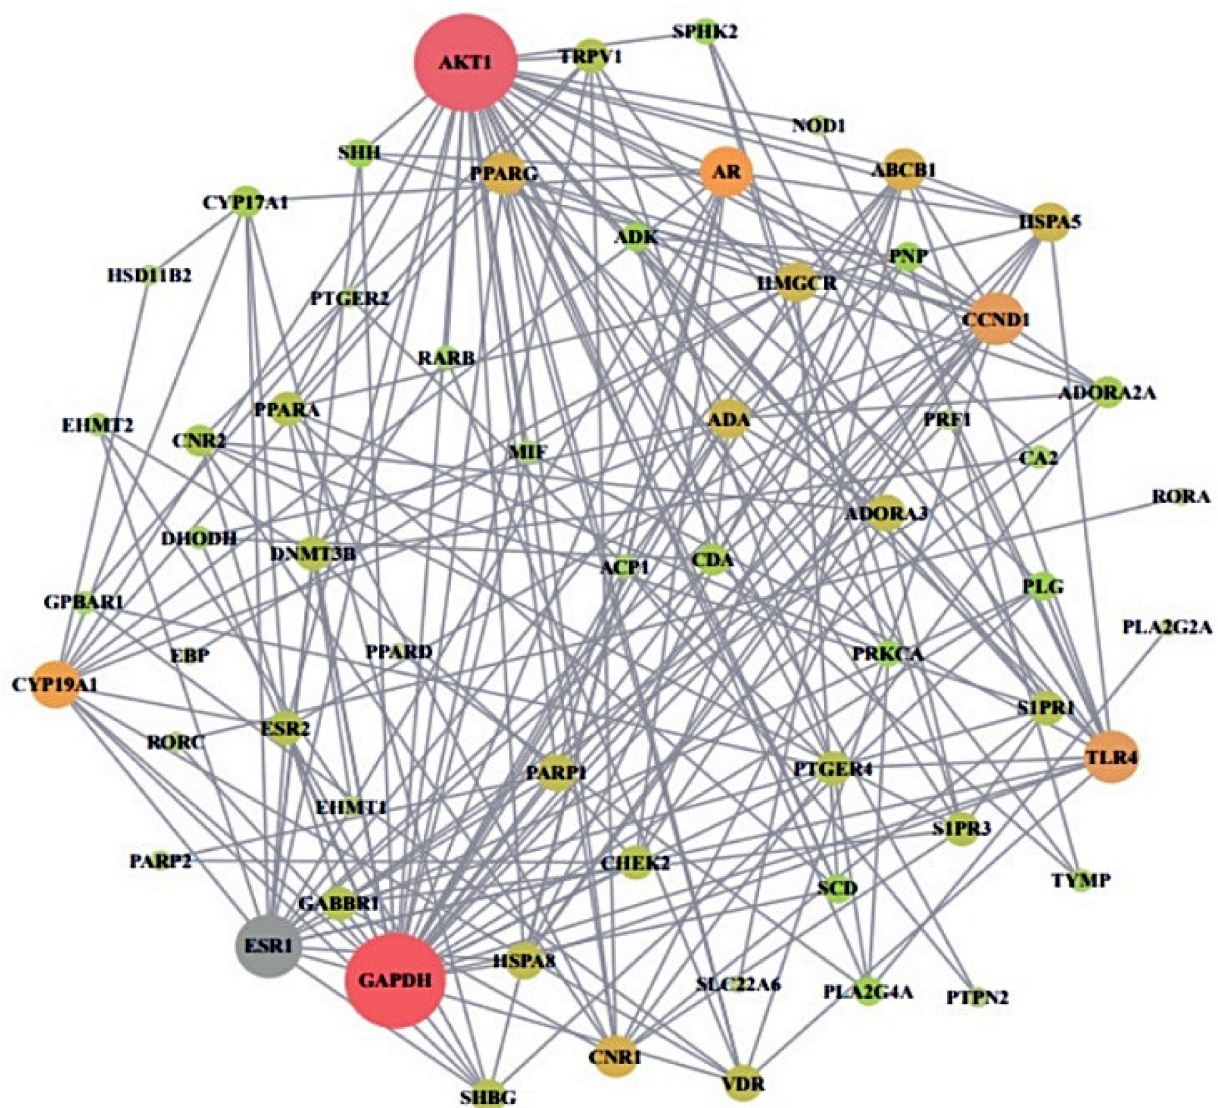 SPHK2
TRPV1
AKT1
NOD1
SHH
PPARG
AR
ABCB1
CYP17A1
HSPA5
ADK
PNP
HSD11B2
HMGCR
PTGER2
CCND1
RARB
ADORA2A
PPARA
EHMT2
ADA
PRF1
CNR2
MIF
CA2
RORA
ADORA3
DHODH
DNMT3B
ACP1
CDA
PLG
GPBAR1
PLA2G2A
EBP
PPARD
PRKCA
CYP19A1
S1PR1
ESR2
RORC
TLR4
PARP1
PTGER4
EHMT1
S1PR3
PARP2
CHEK2
TYMP
SCD
GABBR1
ESR1
HSPA8
GAPDH
SLC22A6
PLA2G4A
PTPN2
CNR1
VDR
SHBG